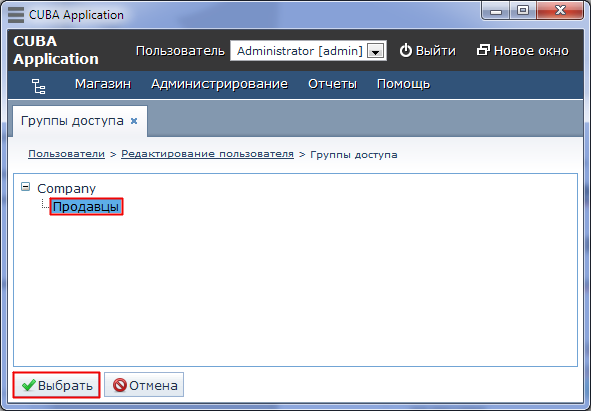 CUBA Application
CUBA Application
Пользователь Administrator [admin] Выйти Новое окно
Магазин Администрирование Отчеты Помощь
Группы доступа ×
Пользователи > Редактирование пользователя > Группы доступа
Company
Продавцы
Выбрать Отмена